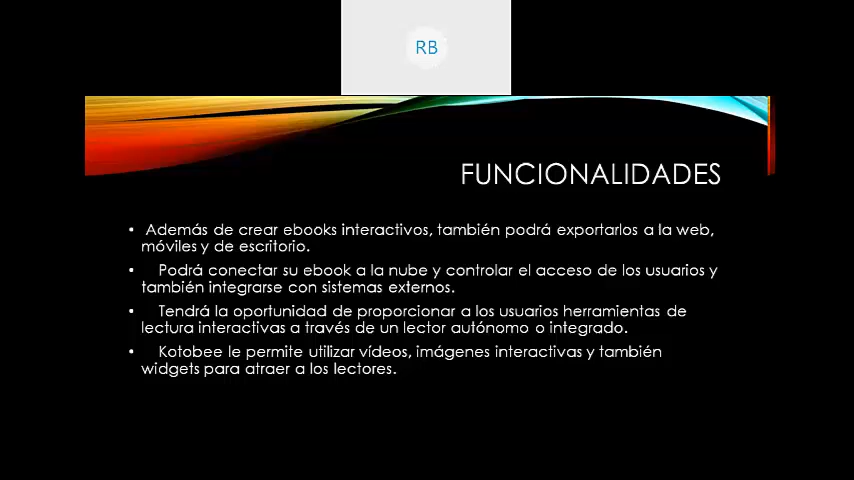 RB
FUNCIONALIDADES
• Además de crear ebooks interactivos, también podrá exportarlos a la web,
móviles y de escritorio.
• Podrá conectar su ebook a la nube y controlar el acceso de los usuarios y
también integrarse con sistemas externos.
• Tendrá la oportunidad de proporcionar a los usuarios herramientas de
lectura interactivas a través de un lector autónomo o integrado.
• Kotobee le permite utilizar vídeos, imágenes interactivas y también
widgets para atraer a los lectores.